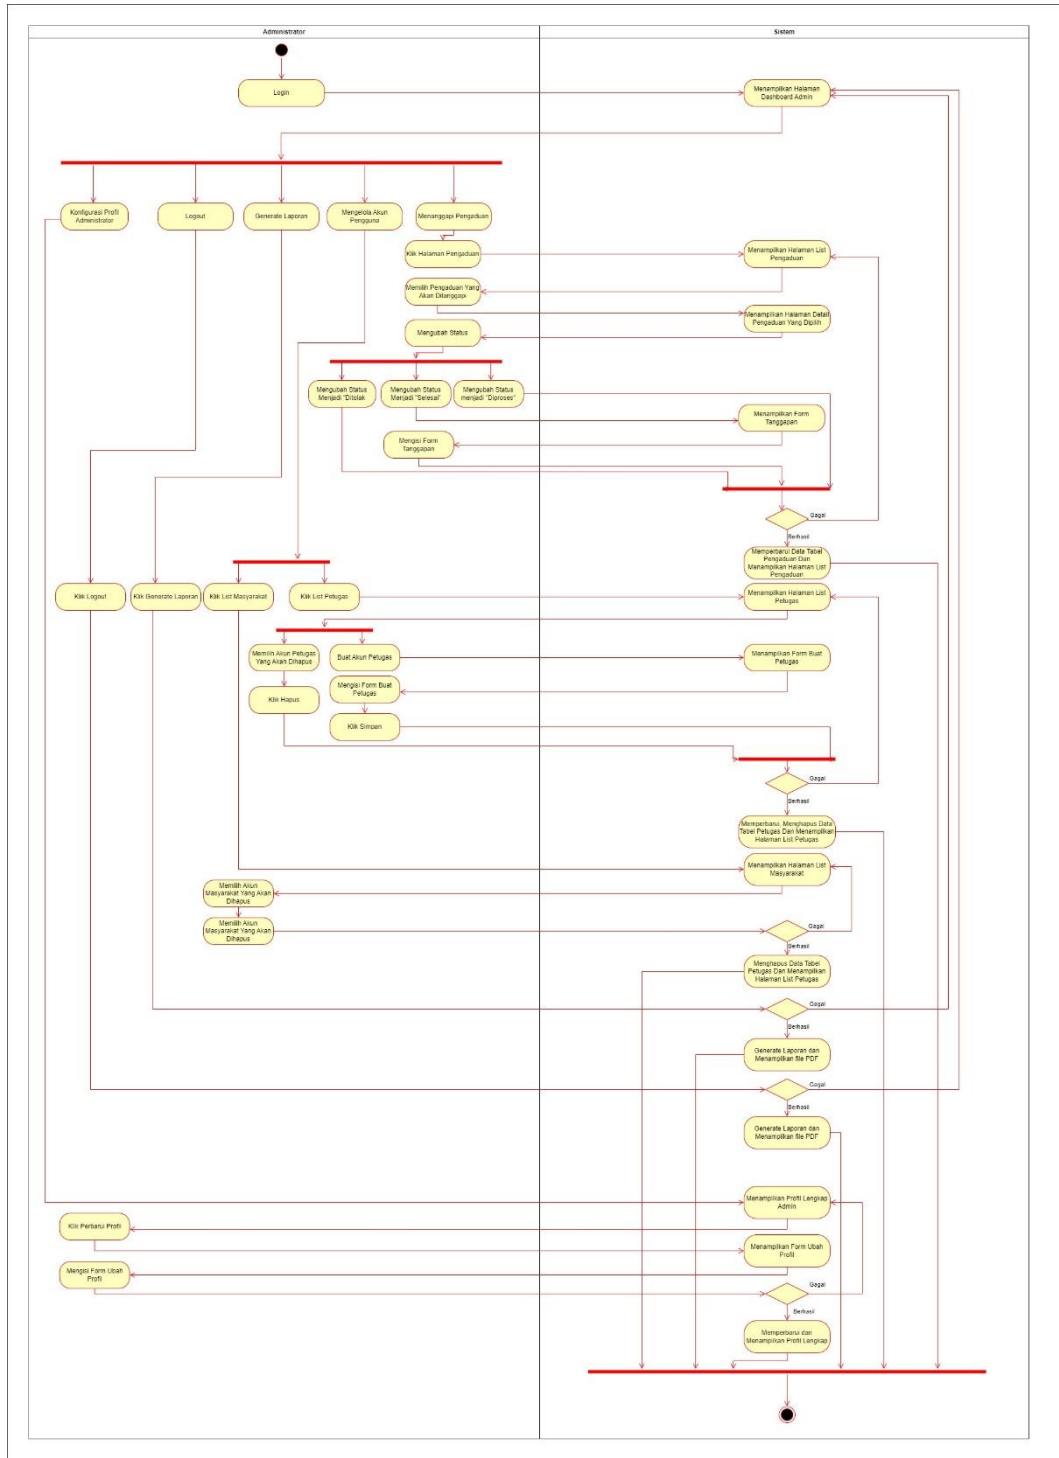 Administrator
Sistem
Login
Menampilkan Halaman
Dashboard Admin
Konfigurasi Profil
Administrator
Logout
Generate Laporan
Mengelola Akun
Pengguna
Menanggapi Pengaduan
Klik Halaman Pengaduan
Menampilkan Halaman List
Pengaduan
Memilih Pengaduan Yang
Akan Ditanggapi
Menampilkan Halaman Detail
Pengaduan Yang Dipilih
Mengubah Status
Mengubah Status
Menjadi "Ditolak
Mengubah Status
Menjadi "Selesai"
Mengubah Status
menjadi "Diproses"
Menampilkan Form
Tanggapan
Mengisi Form
Tanggapan
Gagal
Berhasil
Memperbarui Data Tabel
Pengaduan Dan
Menampilkan Halaman List
Pengaduan
Klik Logout
Klik Generate Laporan
Klik List Masyarakat
Klik List Petugas
Menampilkan Halaman List
Petugas
Memilih Akun Petugas
Yang Akan Dihapus
Buat Akun Petugas
Menampilkan Form Buat
Petugas
Mengisi Form Buat
Petugas
Klik Hapus
Klik Simpan
Gagal
Berhasil
Memperbarui, Menghapus Data
Tabel Petugas Dan Menampilkan
Halaman List Petugas
Menampilkan Halaman List
Masyarakat
Memilih Akun
Masyarakat Yang Akan
Dihapus
Memilih Akun
Masyarakat Yang Akan
Dihapus
Gagal
Berhasil
Menghapus Data Tabel
Petugas Dan Menampilkan
Halaman List Petugas
Gagal
Berhasil
Generate Laporan dan
Menampilkan file PDF
Gagal
Berhasil
Generate Laporan dan
Menampilkan file PDF
Menampilkan Profil Lengkap
Admin
Klik Perbarui Profil
Menampilkan Form Ubah
Profil
Mengisi Form Ubah
Profil
Gagal
Berhasil
Memperbarui dan
Menampilkan Profil Lengkap